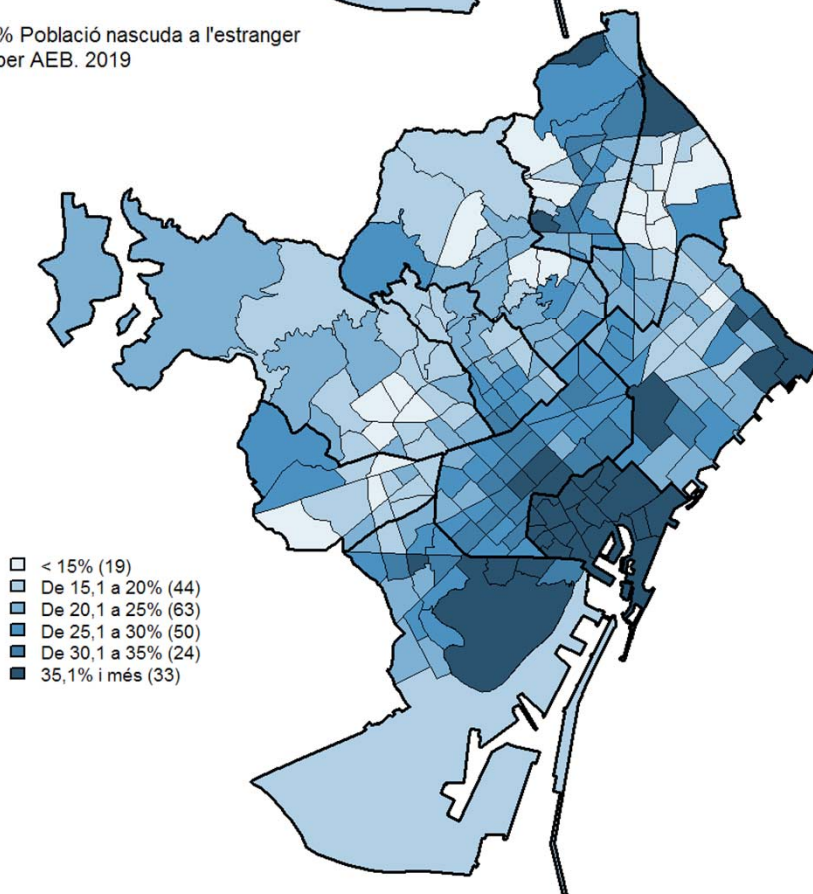 % Població nascuda a l'estranger
per AEB. 2019
< 15% (19)
De 15,1 a 20% (44)
De 20,1 a 25% (63)
De 25,1 a 30% (50)
De 30,1 a 35% (24)
35,1% i més (33)